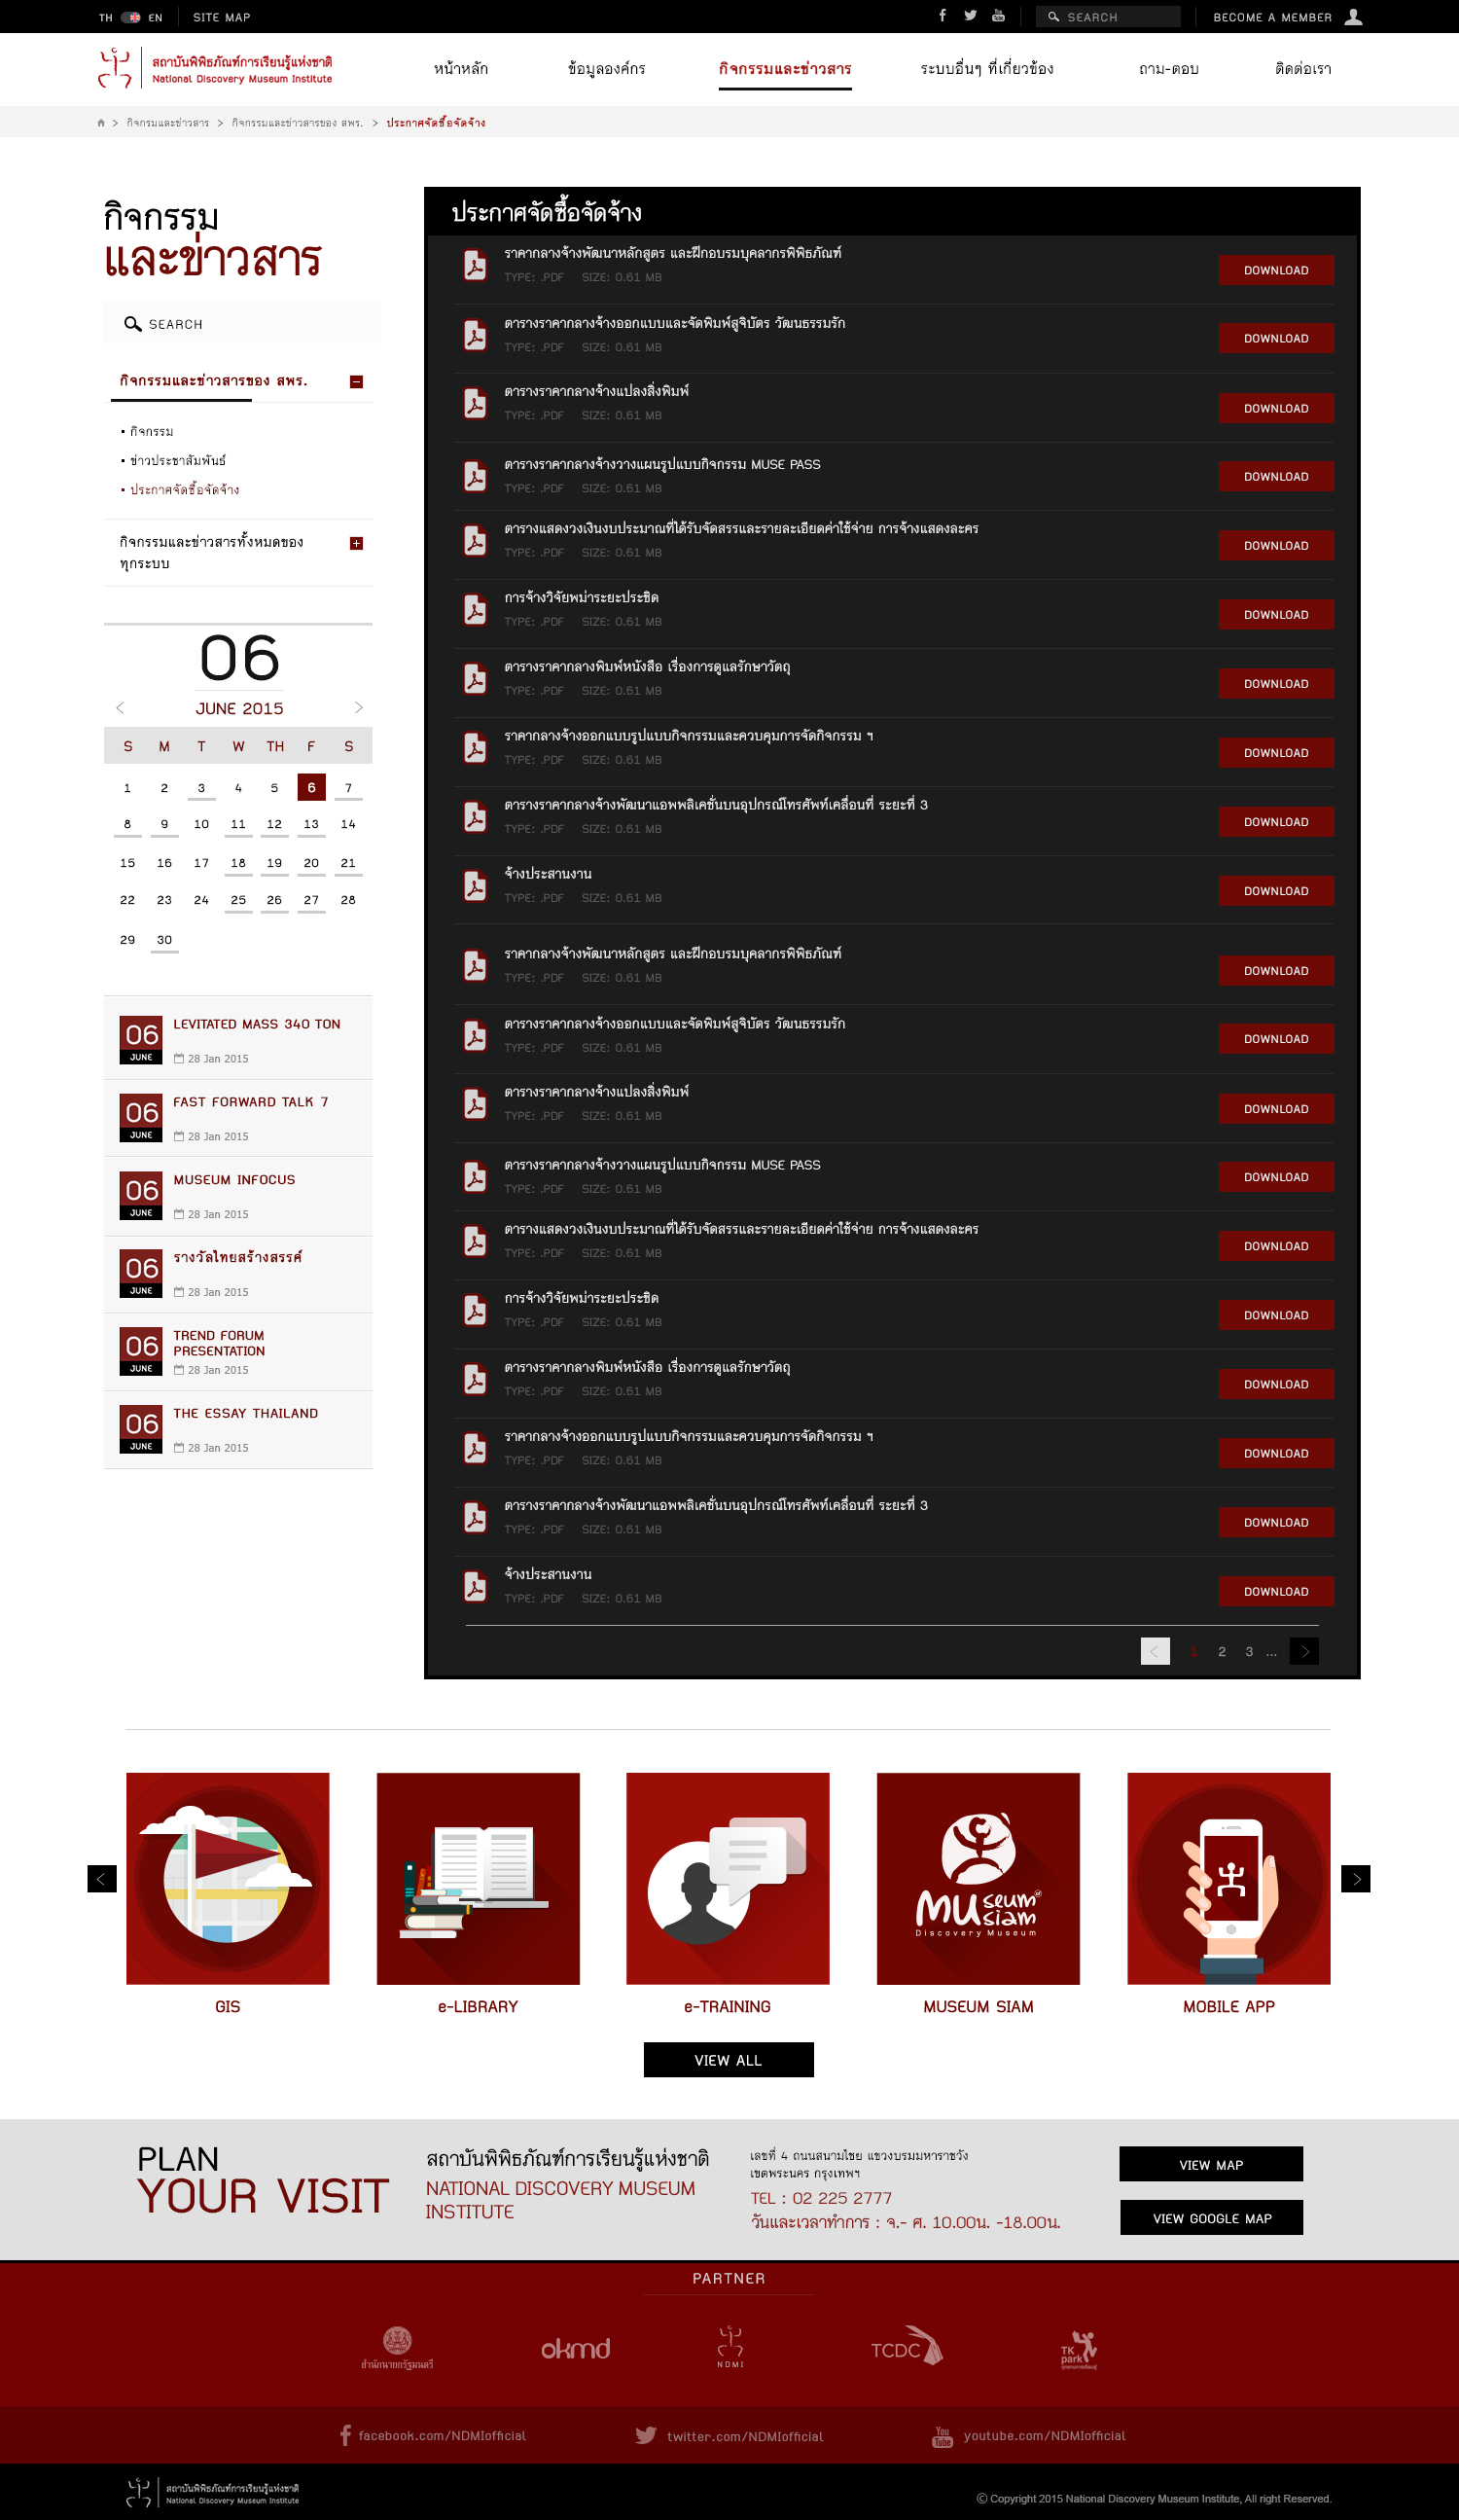 TH EN SITE MAP
SEARCH
BECOME A MEMBER
สถาบันพิพิธภัณฑ์การเรียนรู้แห่งชาติ
National Discovery Museum Institute
หน้าหลัก ข้อมูลองค์กร กิจกรรมและข่าวสาร ระบบอื่นๆ ที่เกี่ยวข้อง ถาม-ตอบ ติดต่อเรา
> กิจกรรมและข่าวสาร > กิจกรรมและข่าวสารของ สพร. > ประกาศจัดซื้อจัดจ้าง
กิจกรรม
และข่าวสาร
SEARCH
กิจกรรมและข่าวสารของ สพร.
กิจกรรม
ข่าวประชาสัมพันธ์
ประกาศจัดซื้อจัดจ้าง
กิจกรรมและข่าวสารทั้งหมดของ
ทุกระบบ
06
JUNE 2015
S M T W TH F S
1 2 3 4 5 6 7
8 9 10 11 12 13 14
15 16 17 18 19 20 21
22 23 24 25 26 27 28
29 30
06 JUNE
LEVITATED MASS 340 TON
28 Jan 2015
06 JUNE
FAST FORWARD TALK 7
28 Jan 2015
06 JUNE
MUSEUM INFOCUS
28 Jan 2015
06 JUNE
รางวัลไทยสร้างสรรค์
28 Jan 2015
06 JUNE
TREND FORUM
PRESENTATION
28 Jan 2015
06 JUNE
THE ESSAY THAILAND
28 Jan 2015
ประกาศจัดซื้อจัดจ้าง
ราคากลางจ้างพัฒนาหลักสูตร และฝึกอบรมบุคลากรพิพิธภัณฑ์
TYPE: .PDF SIZE: 0.61 MB
DOWNLOAD
ตารางราคากลางจ้างออกแบบและจัดพิมพ์สูจิบัตร วัฒนธรรมรัก
TYPE: .PDF SIZE: 0.61 MB
DOWNLOAD
ตารางราคากลางจ้างแปลงสิ่งพิมพ์
TYPE: .PDF SIZE: 0.61 MB
DOWNLOAD
ตารางราคากลางจ้างวางแผนรูปแบบกิจกรรม MUSE PASS
TYPE: .PDF SIZE: 0.61 MB
DOWNLOAD
ตารางแสดงวงเงินงบประมาณที่ได้รับจัดสรรและรายละเอียดค่าใช้จ่าย การจ้างแสดงละคร
TYPE: .PDF SIZE: 0.61 MB
DOWNLOAD
การจ้างวิจัยพม่าระยะประชิด
TYPE: .PDF SIZE: 0.61 MB
DOWNLOAD
ตารางราคากลางพิมพ์หนังสือ เรื่องการดูแลรักษาวัตถุ
TYPE: .PDF SIZE: 0.61 MB
DOWNLOAD
ราคากลางจ้างออกแบบรูปแบบกิจกรรมและควบคุมการจัดกิจกรรม ฯ
TYPE: .PDF SIZE: 0.61 MB
DOWNLOAD
ตารางราคากลางจ้างพัฒนาแอพพลิเคชั่นบนอุปกรณ์โทรศัพท์เคลื่อนที่ ระยะที่ 3
TYPE: .PDF SIZE: 0.61 MB
DOWNLOAD
จ้างประสานงาน
TYPE: .PDF SIZE: 0.61 MB
DOWNLOAD
ราคากลางจ้างพัฒนาหลักสูตร และฝึกอบรมบุคลากรพิพิธภัณฑ์
TYPE: .PDF SIZE: 0.61 MB
DOWNLOAD
ตารางราคากลางจ้างออกแบบและจัดพิมพ์สูจิบัตร วัฒนธรรมรัก
TYPE: .PDF SIZE: 0.61 MB
DOWNLOAD
ตารางราคากลางจ้างแปลงสิ่งพิมพ์
TYPE: .PDF SIZE: 0.61 MB
DOWNLOAD
ตารางราคากลางจ้างวางแผนรูปแบบกิจกรรม MUSE PASS
TYPE: .PDF SIZE: 0.61 MB
DOWNLOAD
ตารางแสดงวงเงินงบประมาณที่ได้รับจัดสรรและรายละเอียดค่าใช้จ่าย การจ้างแสดงละคร
TYPE: .PDF SIZE: 0.61 MB
DOWNLOAD
การจ้างวิจัยพม่าระยะประชิด
TYPE: .PDF SIZE: 0.61 MB
DOWNLOAD
ตารางราคากลางพิมพ์หนังสือ เรื่องการดูแลรักษาวัตถุ
TYPE: .PDF SIZE: 0.61 MB
DOWNLOAD
ราคากลางจ้างออกแบบรูปแบบกิจกรรมและควบคุมการจัดกิจกรรม ฯ
TYPE: .PDF SIZE: 0.61 MB
DOWNLOAD
ตารางราคากลางจ้างพัฒนาแอพพลิเคชั่นบนอุปกรณ์โทรศัพท์เคลื่อนที่ ระยะที่ 3
TYPE: .PDF SIZE: 0.61 MB
DOWNLOAD
จ้างประสานงาน
TYPE: .PDF SIZE: 0.61 MB
DOWNLOAD
1 2 3 ...
Museum Siam
Discovery Museum
GIS e-LIBRARY e-TRAINING MUSEUM SIAM MOBILE APP
VIEW ALL
PLAN
YOUR VISIT
สถาบันพิพิธภัณฑ์การเรียนรู้แห่งชาติ
NATIONAL DISCOVERY MUSEUM
INSTITUTE
เลขที่ 4 ถนนสนามไชย แขวงบรมมหาราชวัง
เขตพระนคร กรุงเทพฯ
TEL : 02 225 2777
วันและเวลาทำการ : จ.- ศ. 10.00น. -18.00น.
VIEW MAP
VIEW GOOGLE MAP
PARTNER
สำนักนายกรัฐมนตรี
okmd
NDMI
TCDC
TK park
อุทยานการเรียนรู้
facebook.com/NDMIofficial
twitter.com/NDMIofficial
You Tube youtube.com/NDMIofficial
สถาบันพิพิธภัณฑ์การเรียนรู้แห่งชาติ
National Discovery Museum Institute
© Copyright 2015 National Discovery Museum Institute, All right Reserved.